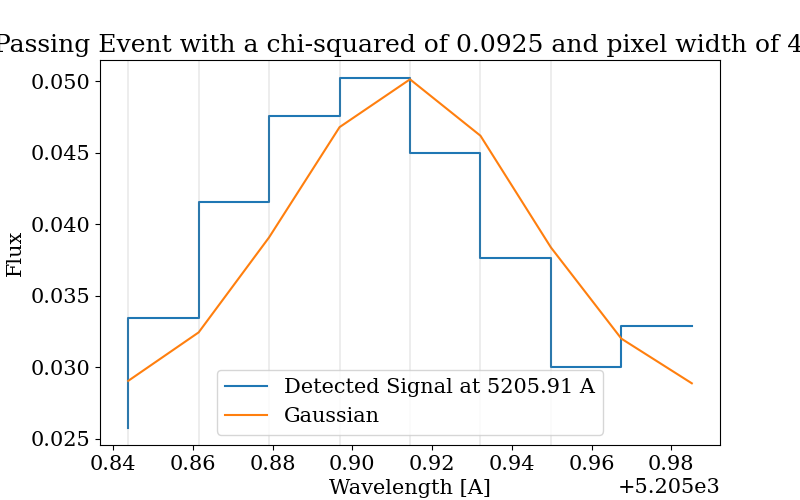 Passing Event with a chi-squared of 0.0925 and pixel width of 4
0.050
0.045
0.040
0.035
0.030
0.025
Flux
Detected Signal at 5205.91 A
Gaussian
0.84 0.86 0.88 0.90 0.92 0.94 0.96 0.98
+5.205e3
Wavelength [A]